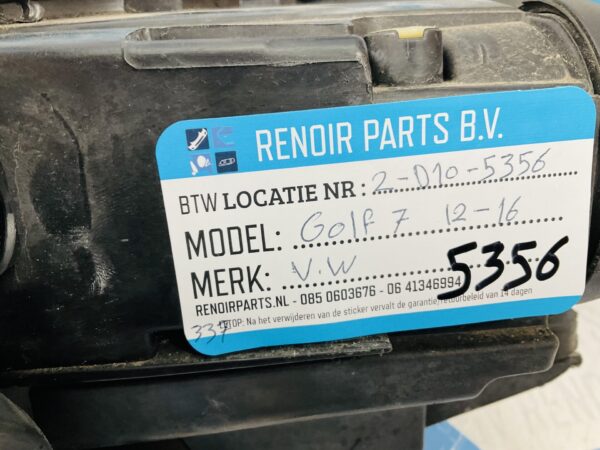 RENOIR PARTS B.V.
BTW LOCATIE NR: 2-D10-5356
MODEL: Golf 7 12-16
MERK: V.W 5356
RENOIRPARTS.NL - 085 0603676 - 06 41346994
337 STOP: Na het verwijderen van de sticker vervalt de garantie/retourbeleid van 14 dagen